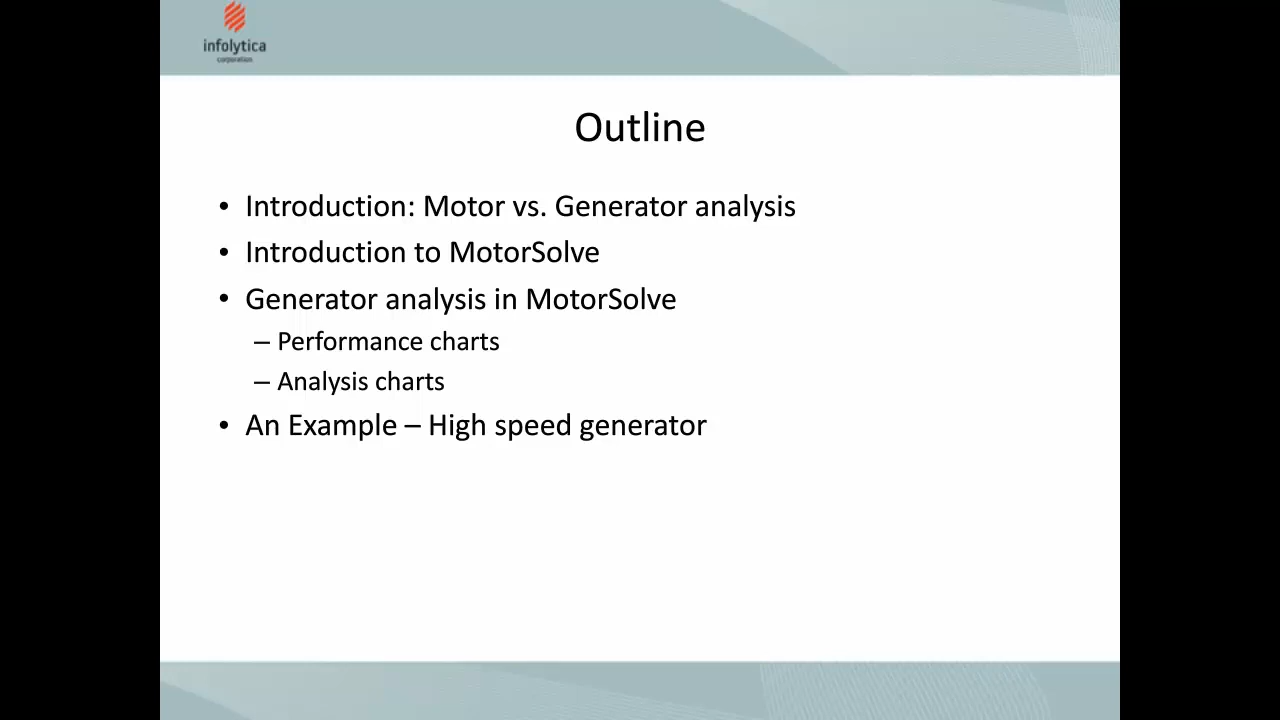 infolytica
corporation
Outline
• Introduction: Motor vs. Generator analysis
• Introduction to MotorSolve
• Generator analysis in MotorSolve
– Performance charts
– Analysis charts
• An Example – High speed generator